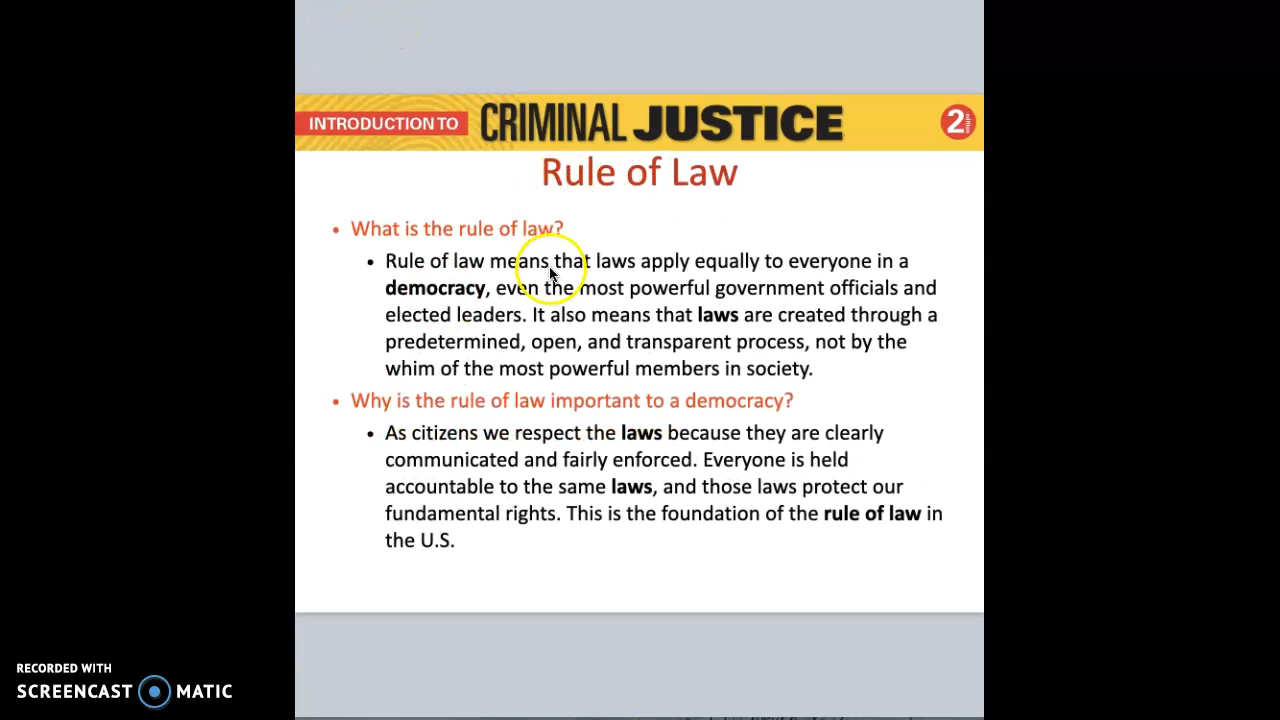 INTRODUCTION TO CRIMINAL JUSTICE 2 edition
Rule of Law
• What is the rule of law?
• Rule of law means that laws apply equally to everyone in a
democracy, even the most powerful government officials and
elected leaders. It also means that laws are created through a
predetermined, open, and transparent process, not by the
whim of the most powerful members in society.
• Why is the rule of law important to a democracy?
• As citizens we respect the laws because they are clearly
communicated and fairly enforced. Everyone is held
accountable to the same laws, and those laws protect our
fundamental rights. This is the foundation of the rule of law in
the U.S.
RECORDED WITH
SCREENCAST MATIC